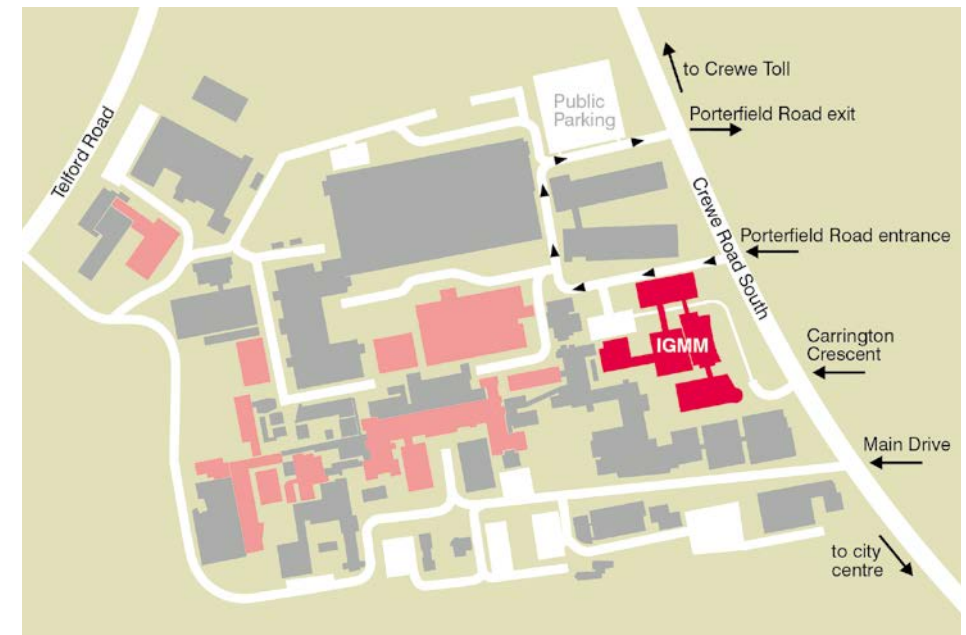 to Crewe Toll
Public
Parking
Porterfield Road exit
Telford Road
Crewe Road South
Porterfield Road entrance
IGMM
Carrington
Crescent
Main Drive
to city
centre